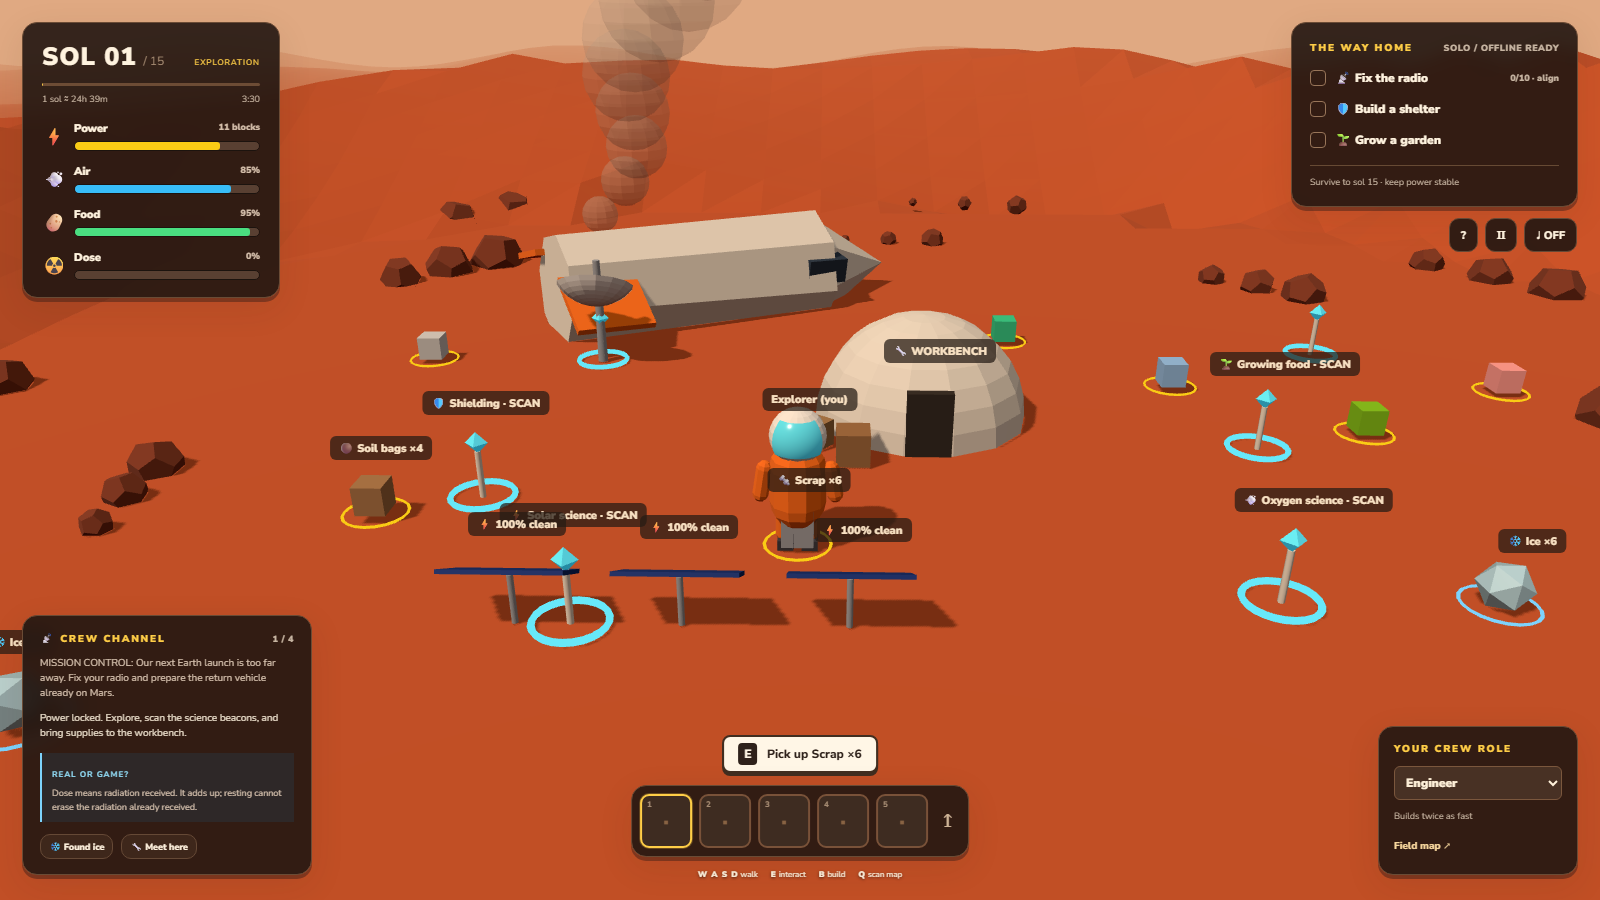 SOL 01 / 15 EXPLORATION
1 sol ≈ 24h 39m 3:30
Power 11 blocks
Air 85%
Food 95%
Dose 0%
THE WAY HOME SOLO / OFFLINE READY
Fix the radio 0/10 · align
Build a shelter
Grow a garden
Survive to sol 15 · keep power stable
? II ♩ OFF
WORKBENCH
Growing food · SCAN
Explorer (you)
Shielding · SCAN
Soil bags ×4
Scrap ×6
Oxygen science · SCAN
Solar science · SCAN
100% clean
100% clean
100% clean
Ice ×6
Ice
CREW CHANNEL 1 / 4
MISSION CONTROL: Our next Earth launch is too far
away. Fix your radio and prepare the return vehicle
already on Mars.
Power locked. Explore, scan the science beacons, and
bring supplies to the workbench.
REAL OR GAME?
Dose means radiation received. It adds up; resting cannot
erase the radiation already received.
Found ice Meet here
E Pick up Scrap ×6
1 2 3 4 5
W A S D walk E interact B build Q scan map
YOUR CREW ROLE
Engineer
Builds twice as fast
Field map ↗